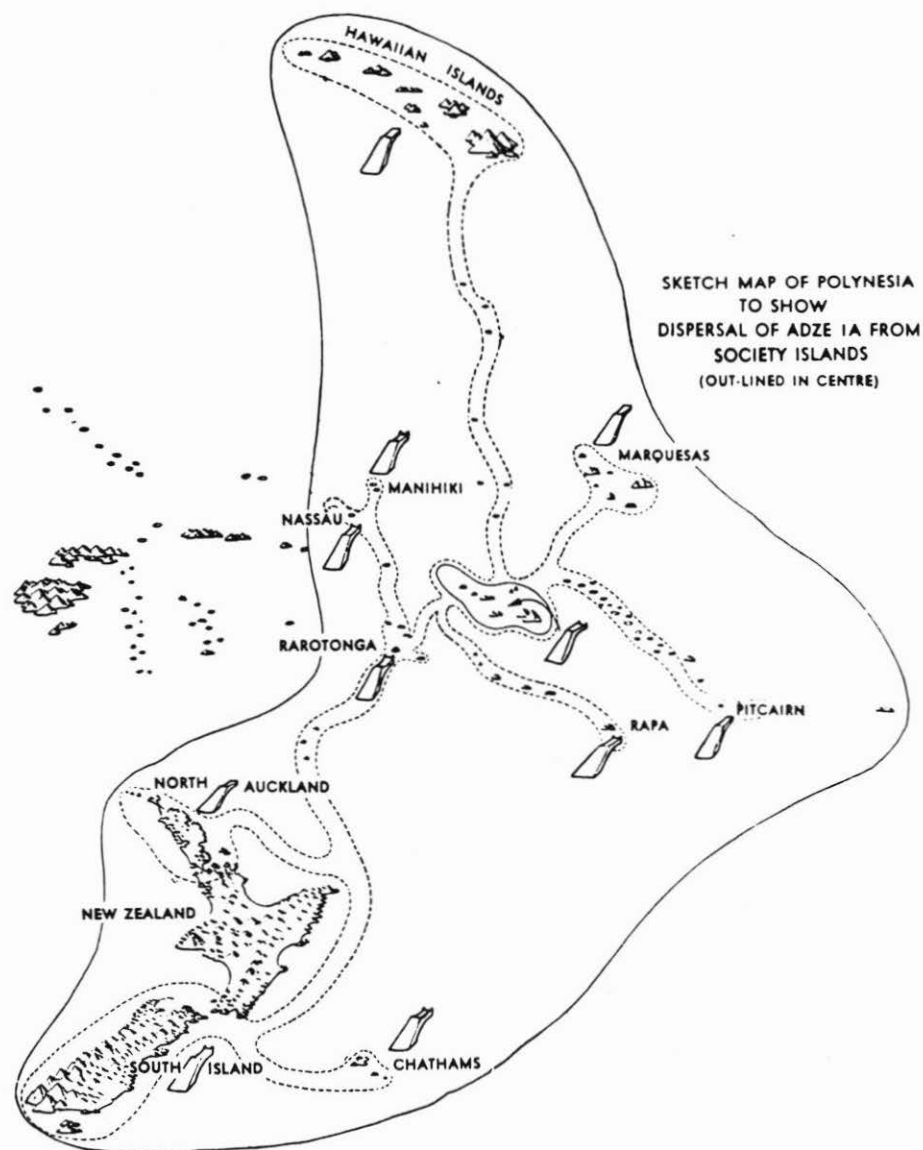 HAWAIIAN ISLANDS
SKETCH MAP OF POLYNESIA
TO SHOW
DISPERSAL OF ADZE 1A FROM
SOCIETY ISLANDS
(OUT-LINED IN CENTRE)
MARQUESAS
MANIHIKI
NASSAU
RAROTONGA
PITCAIRN
RAPA
NORTH AUCKLAND
NEW ZEALAND
SOUTH ISLAND
CHATHAMS